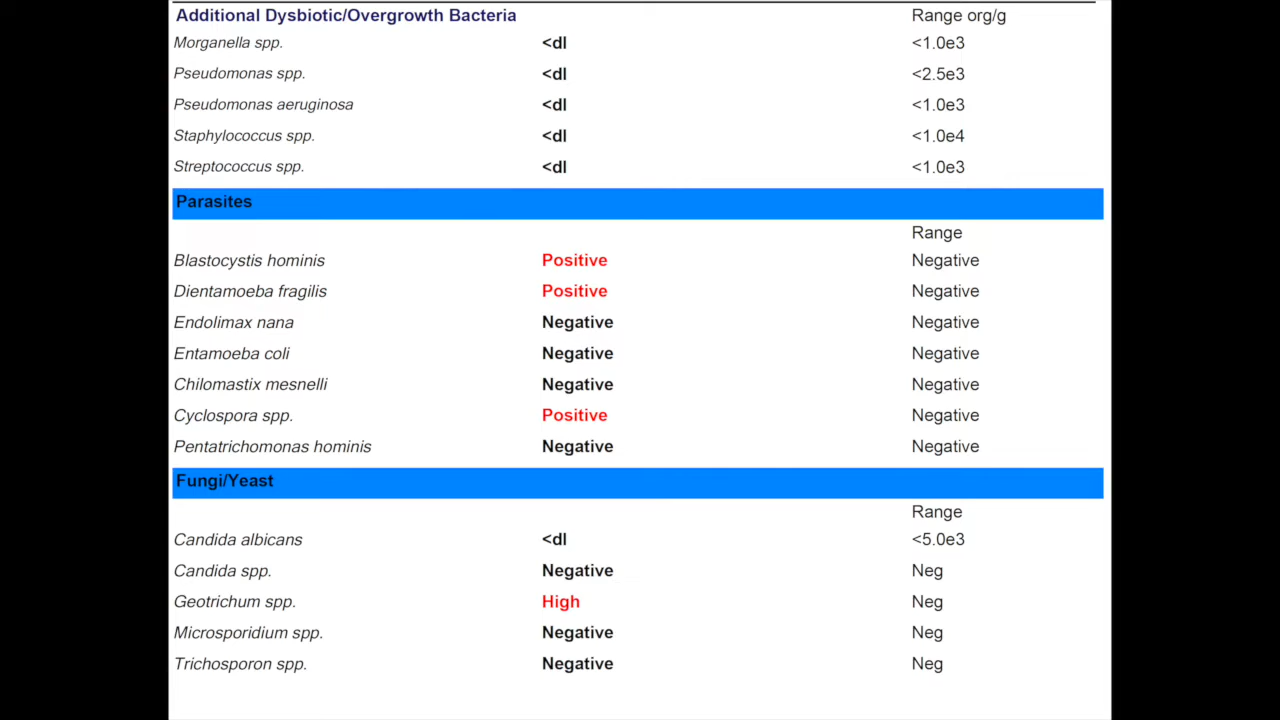 Additional Dysbiotic/Overgrowth Bacteria Range org/g
Morganella spp. <dl <1.0e3
Pseudomonas spp. <dl <2.5e3
Pseudomonas aeruginosa <dl <1.0e3
Staphylococcus spp. <dl <1.0e4
Streptococcus spp. <dl <1.0e3
Parasites
Range
Blastocystis hominis Positive Negative
Dientamoeba fragilis Positive Negative
Endolimax nana Negative Negative
Entamoeba coli Negative Negative
Chilomastix mesnelli Negative Negative
Cyclospora spp. Positive Negative
Pentatrichomonas hominis Negative Negative
Fungi/Yeast
Range
Candida albicans <dl <5.0e3
Candida spp. Negative Neg
Geotrichum spp. High Neg
Microsporidium spp. Negative Neg
Trichosporon spp. Negative Neg